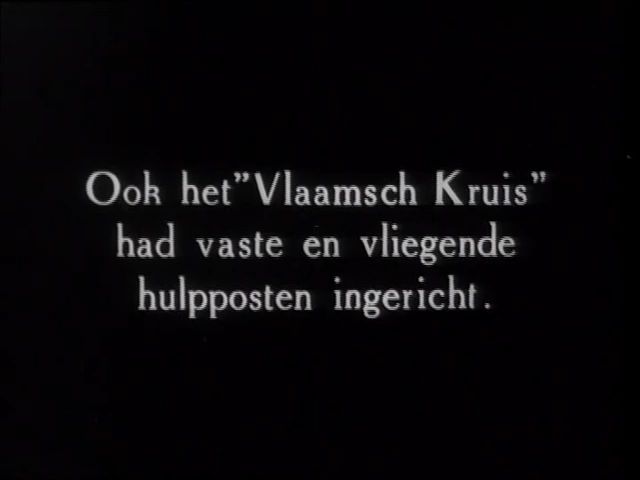 Ook het"Vlaamsch Kruis"
had vaste en vliegende
hulpposten ingericht.